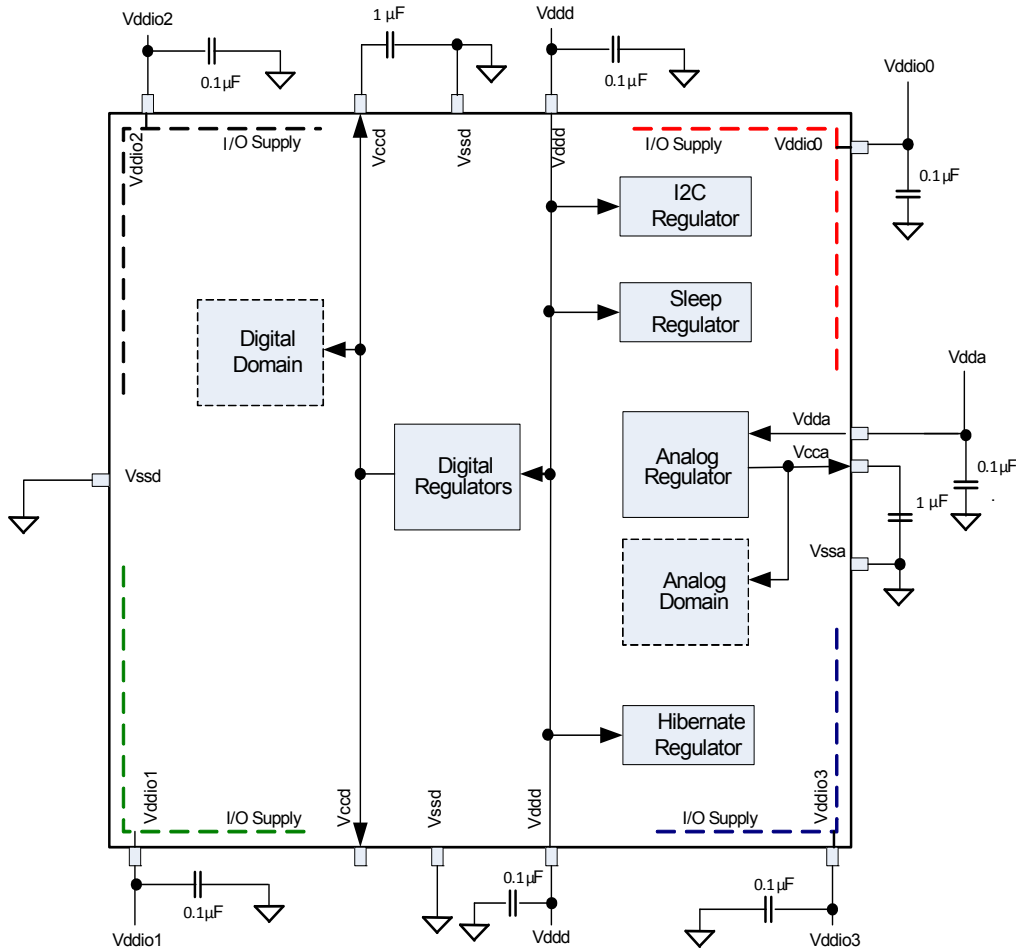 Vddio2
1 µF
Vddd
0.1µF
0.1µF
Vddio0
0.1µF
Vddio2
I/O Supply
Vccd
Vssd
Vddd
I/O Supply
Vddio0
I2C
Regulator
Sleep
Regulator
Digital
Domain
Vdda
Vdda
Vcca
Analog
Regulator
Digital
Regulators
0.1µF
.
1 µF
Vssd
Vssa
Analog
Domain
Hibernate
Regulator
Vddio1
I/O Supply
Vccd
Vssd
Vddd
I/O Supply
Vddio3
0.1µF
0.1µF
0.1µF
Vddio1
Vddd
Vddio3